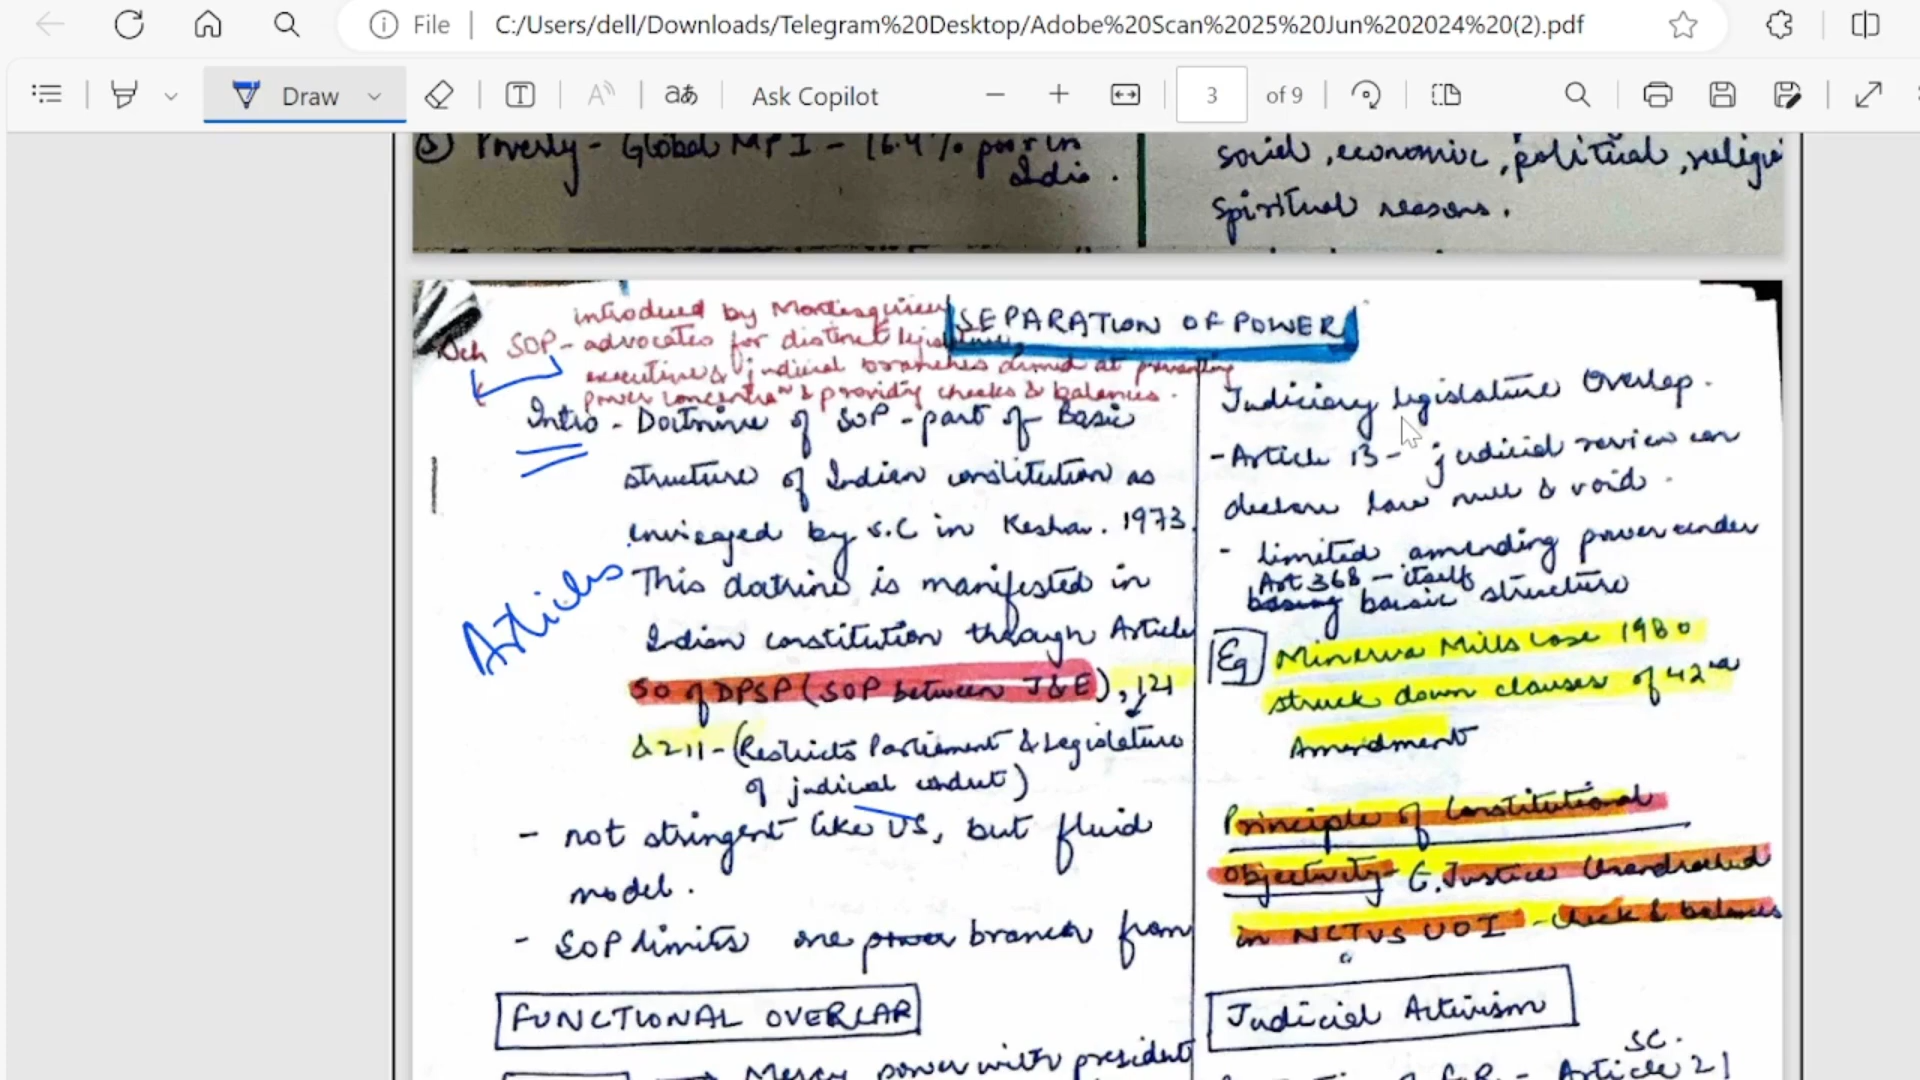 File
C:/Users/dell/Downloads/Telegram%20Desktop/Adobe%20Scan%2025%20Jun%202024%20(2).pdf
Draw
Ask Copilot
3 of 9
Poverty - Global MPI - 16.4% poor in
India.
social, economic, political, religi
spiritual reasons.
SEPARATION OF POWER
introduced by Montesquieu
SOP - advocates for distinct legislature,
executive & judicial branches aimed at preventing
power concentran & providing checks & balances.
Intro - Doctrine of SOP - part of Basic
structure of Indian constitution as
envisaged by S.C in Keshav. 1973.
Articles
This doctrine is manifested in
Indian constitution through Article
50 of DPSP (SOP between J&E), 121
& 211 - (Restricts Parliament & Legislature
of judicial conduct)
- not stringent like US, but fluid
model.
- SOP limits one power branch from
FUNCTIONAL OVERLAP
Mercy power with president
Judiciary legislature Overlap.
- Article 13 - judicial review can
declare law null & void.
- limited amending power under
Art 368 - itself
basic structure
Eg
Minerva Mills Case 1980
struck down clauses of 42nd
Amendment
Principle of Constitutional
Objectivity - C. Justice Chandrachud
in NCT vs UOI - check & balances
Judicial Activism
SC.
Article 21